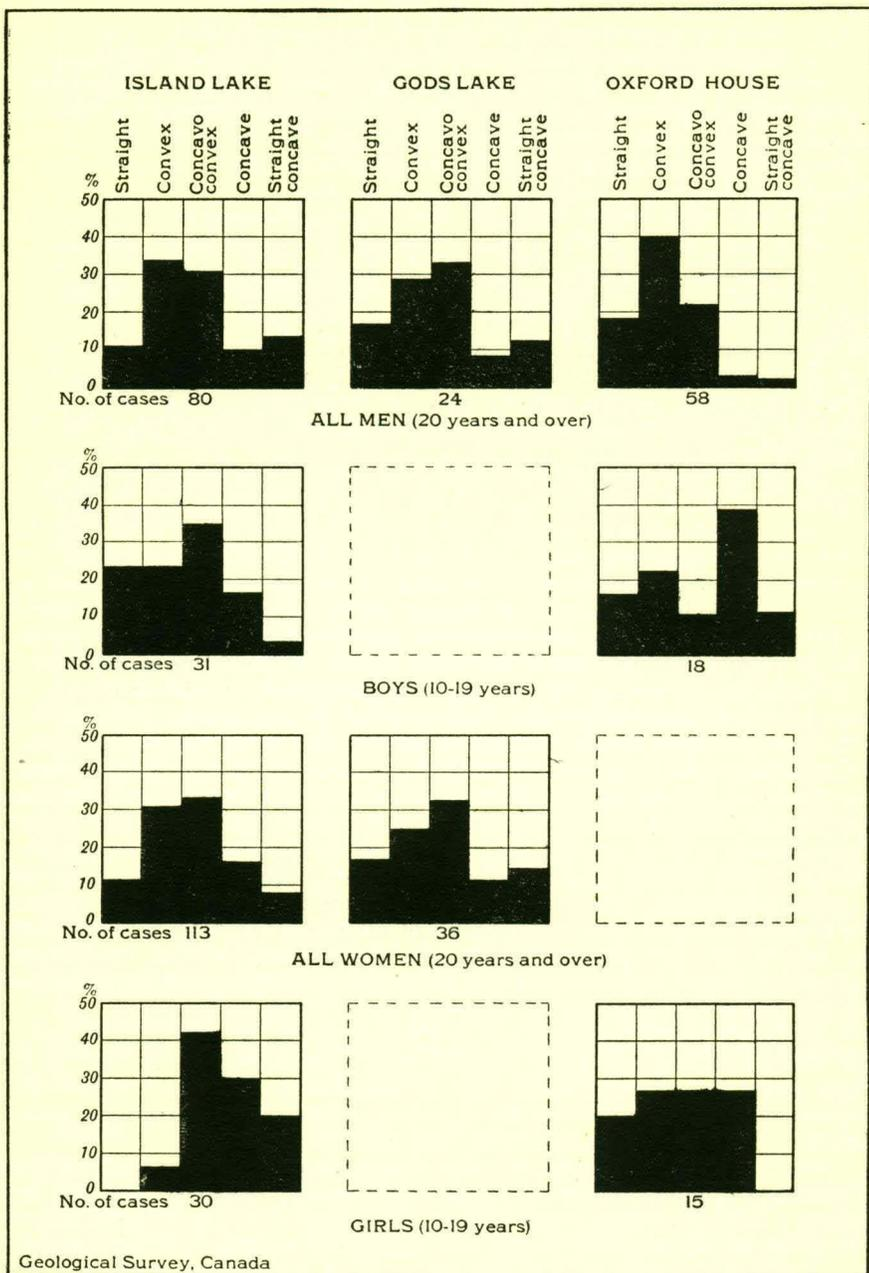 ISLAND LAKE GODS LAKE OXFORD HOUSE
Straight Convex Concavo convex Concave Straight concave Straight Convex Concavo convex Concave Straight concave Straight Convex Concavo convex Concave Straight concave
%
50
40
30
20
10
0
No. of cases 80 24 58
ALL MEN (20 years and over)
%
50
40
30
20
10
0
No. of cases 31 18
BOYS (10-19 years)
%
50
40
30
20
10
0
No. of cases 113 36
ALL WOMEN (20 years and over)
%
50
40
30
20
10
0
No. of cases 30 15
GIRLS (10-19 years)
Geological Survey, Canada